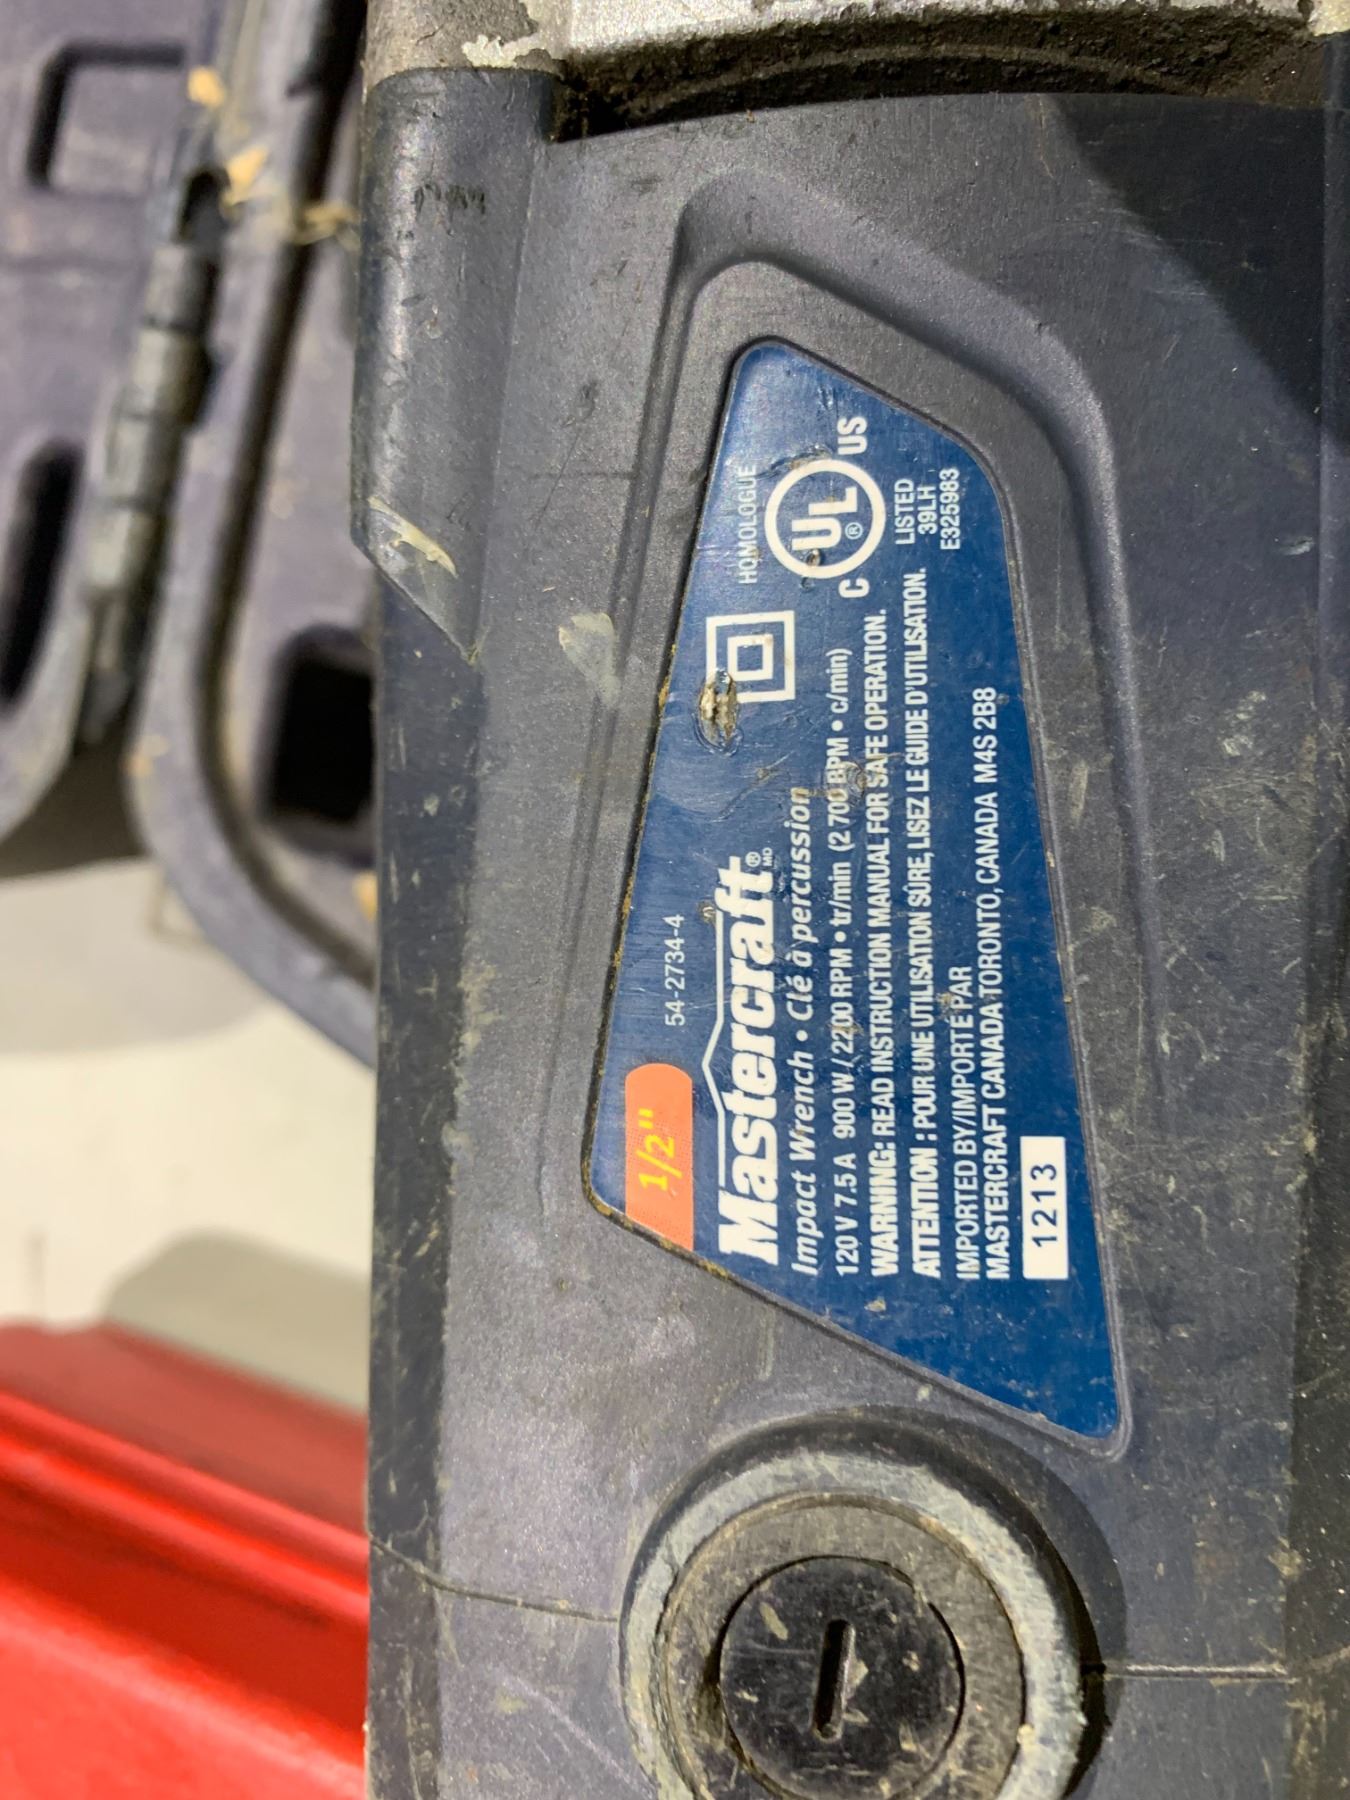 1/2"
54-2734-4
Mastercraft® MD
Impact Wrench • Clé à percussion
120 V 7.5 A 900 W / 2200 RPM • tr/min (2 700 BPM • c/min)
WARNING: READ INSTRUCTION MANUAL FOR SAFE OPERATION.
ATTENTION : POUR UNE UTILISATION SÛRE, LISEZ LE GUIDE D'UTILISATION.
IMPORTED BY/IMPORTÉ PAR
MASTERCRAFT CANADA TORONTO, CANADA M4S 2B8
1213
HOMOLOGUE
C UL® US
LISTED
39LH
E325983